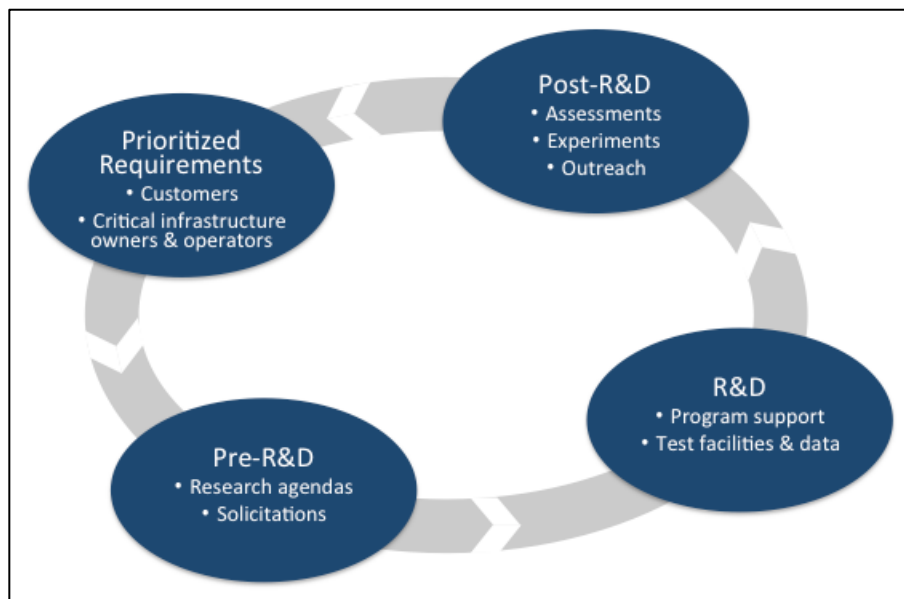 Post-R&D
• Assessments
• Experiments
• Outreach
Prioritized
Requirements
• Customers
• Critical infrastructure
owners & operators
R&D
• Program support
• Test facilities & data
Pre-R&D
• Research agendas
• Solicitations